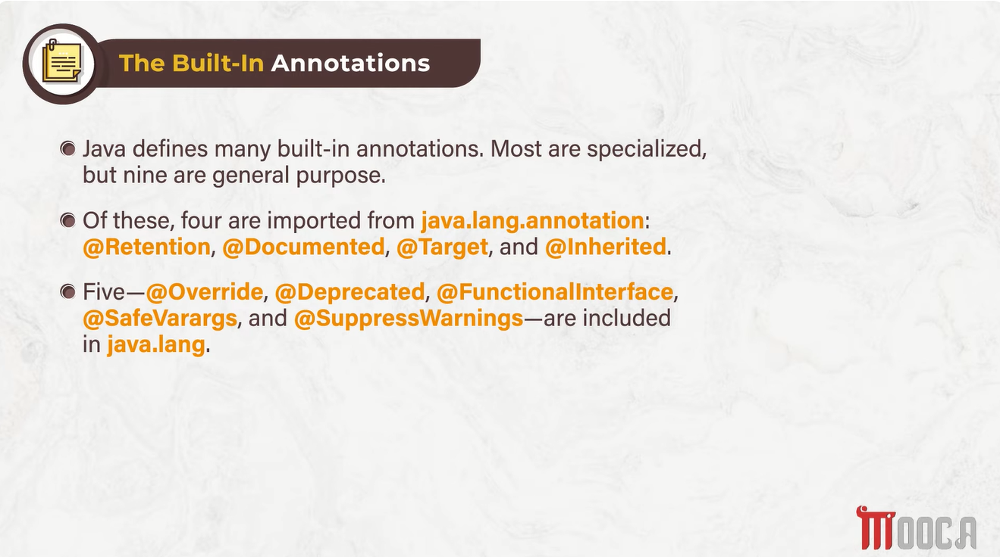 The Built-In Annotations
Java defines many built-in annotations. Most are specialized,
but nine are general purpose.
Of these, four are imported from java.lang.annotation:
@Retention, @Documented, @Target, and @Inherited.
Five—@Override, @Deprecated, @FunctionalInterface,
@SafeVarargs, and @SuppressWarnings—are included
in java.lang.
MOOCA